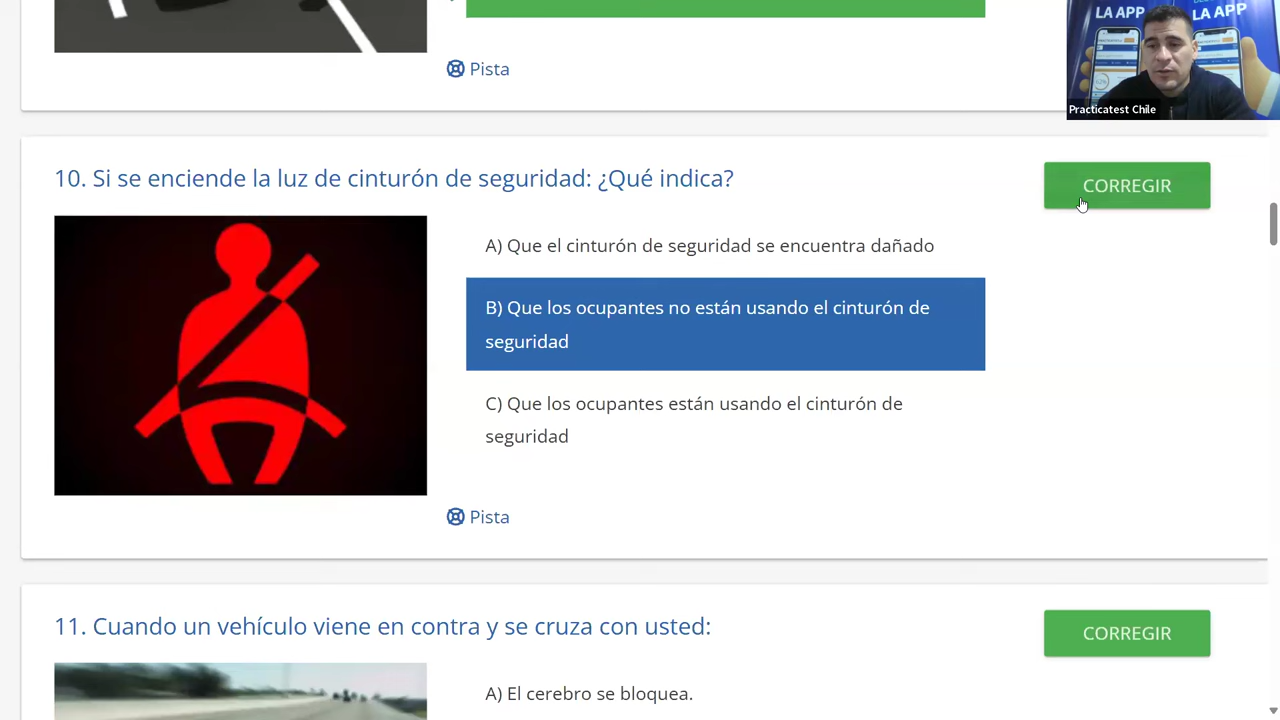 LA APP
LA APP
Practicatest Chile
Pista
10. Si se enciende la luz de cinturón de seguridad: ¿Qué indica?
CORREGIR
A) Que el cinturón de seguridad se encuentra dañado
B) Que los ocupantes no están usando el cinturón de
seguridad
C) Que los ocupantes están usando el cinturón de
seguridad
Pista
11. Cuando un vehículo viene en contra y se cruza con usted:
CORREGIR
A) El cerebro se bloquea.